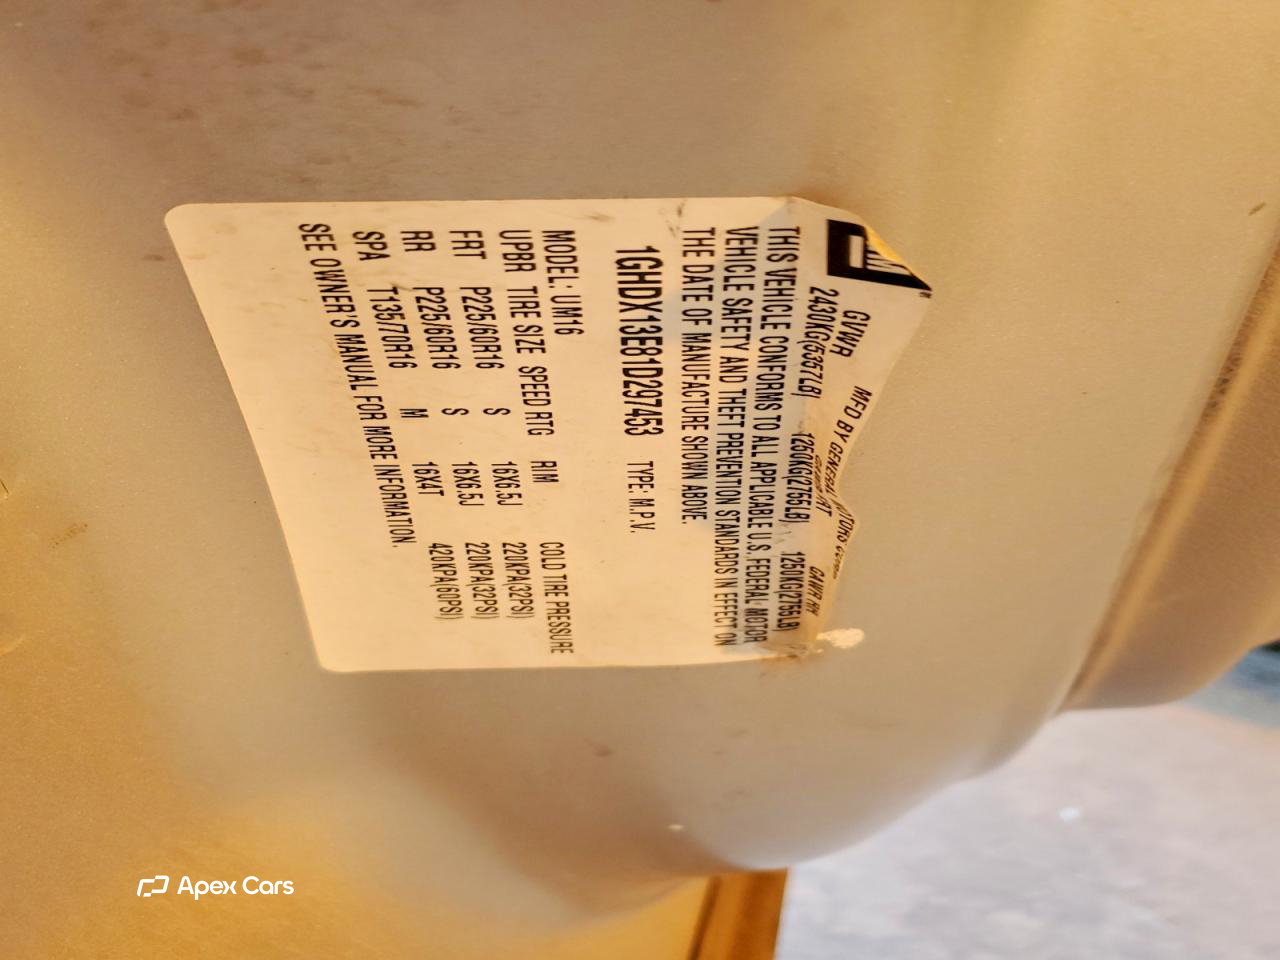 GM
MFD BY GENERAL MOTORS
GVWR GAWR FRT GAWR RR
2430KG(5357LB) 1250KG(2755LB) 1250KG(2755LB)
THIS VEHICLE CONFORMS TO ALL APPLICABLE U.S. FEDERAL MOTOR
VEHICLE SAFETY AND THEFT PREVENTION STANDARDS IN EFFECT ON
THE DATE OF MANUFACTURE SHOWN ABOVE.
1GHDX13E81D297453 TYPE: M.P.V.
MODEL: UM16
UPBR TIRE SIZE SPEED RTG RIM COLD TIRE PRESSURE
FRT P225/60R16 S 16X6.5J 220KPA(32PSI)
RR P225/60R16 S 16X6.5J 220KPA(32PSI)
SPA T135/70R16 M 16X4T 420KPA(60PSI)
SEE OWNER'S MANUAL FOR MORE INFORMATION.
Apex Cars